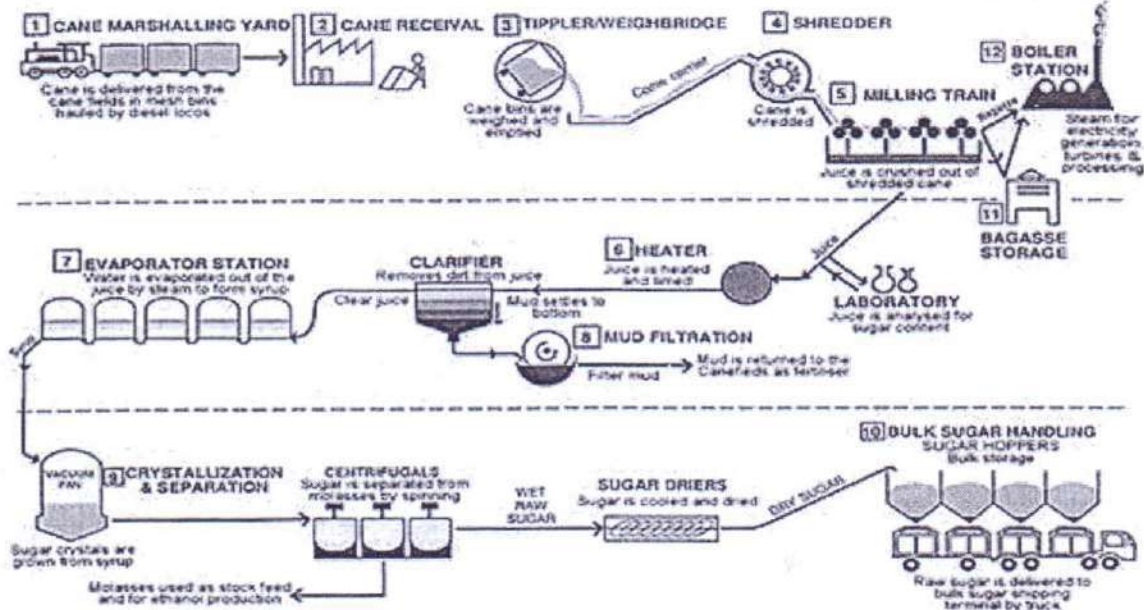 1 CANE MARSHALLING YARD
Cane is delivered from the
cane fields in mesh bins
hauled by diesel locos
2 CANE RECEIVAL
3 TIPPLER/WEIGHBRIDGE
Cane bins are
weighed and
emptied
Cane carrier
4 SHREDDER
Cane is
shredded
5 MILLING TRAIN
Juice is crushed out of
shredded cane
Bagasse
12 BOILER
STATION
Steam for
electricity
generation,
turbines, &
processing
11
BAGASSE
STORAGE
Juice
LABORATORY
Juice is analysed for
sugar content
6 HEATER
Juice is heated
and limed
CLARIFIER
Removes dirt from juice
Clear juice
Mud settles to
bottom
8 MUD FILTRATION
Filter mud
Mud is returned to the
Canefields as fertiliser
7 EVAPORATOR STATION
Water is evaporated out of the
juice by steam to form syrup
Syrup
VACUUM
PAN
9 CRYSTALLIZATION
& SEPARATION
Sugar crystals are
grown from syrup
CENTRIFUGALS
Sugar is separated from
molasses by spinning
Molasses used as stock feed
and for ethanol production
WET
RAW
SUGAR
SUGAR DRIERS
Sugar is cooled and dried
DRY SUGAR
10 BULK SUGAR HANDLING
SUGAR HOPPERS
Bulk storage
Raw sugar is delivered to
bulk sugar shipping
terminal by truck